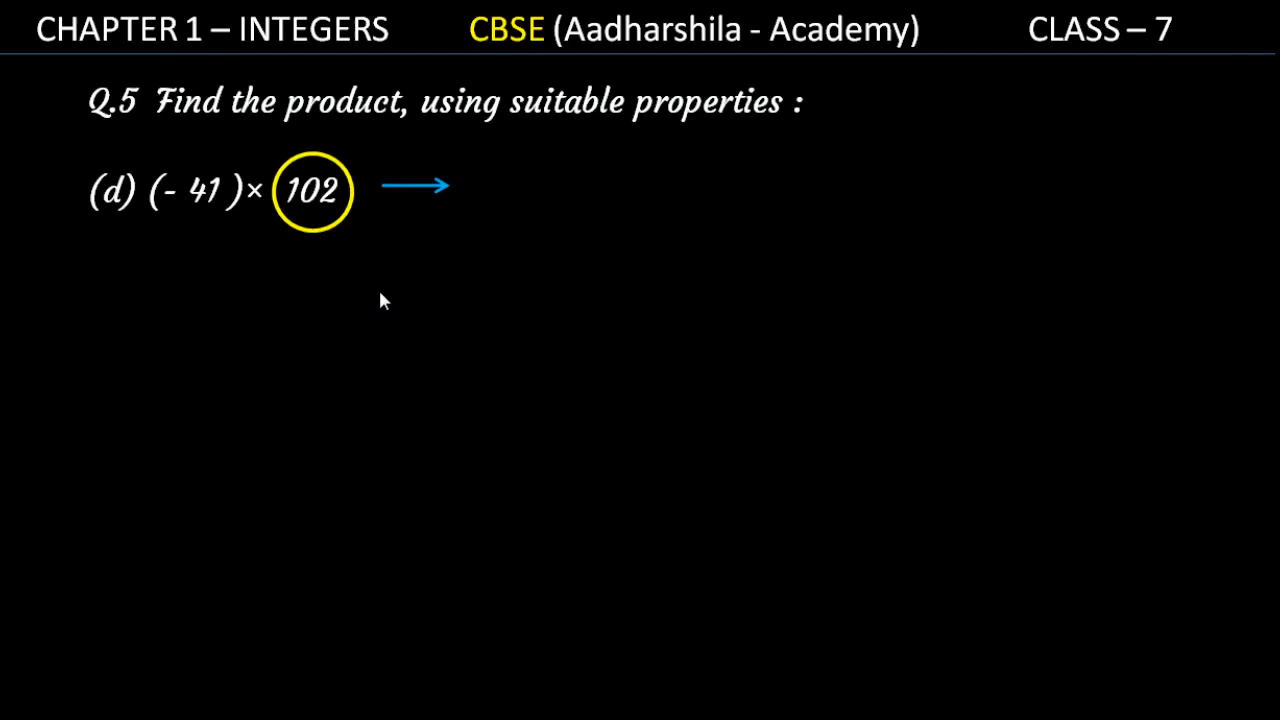 CHAPTER 1 – INTEGERS CBSE (Aadharshila - Academy) CLASS – 7
Q.5 Find the product, using suitable properties :
(d) (- 41 )× 102